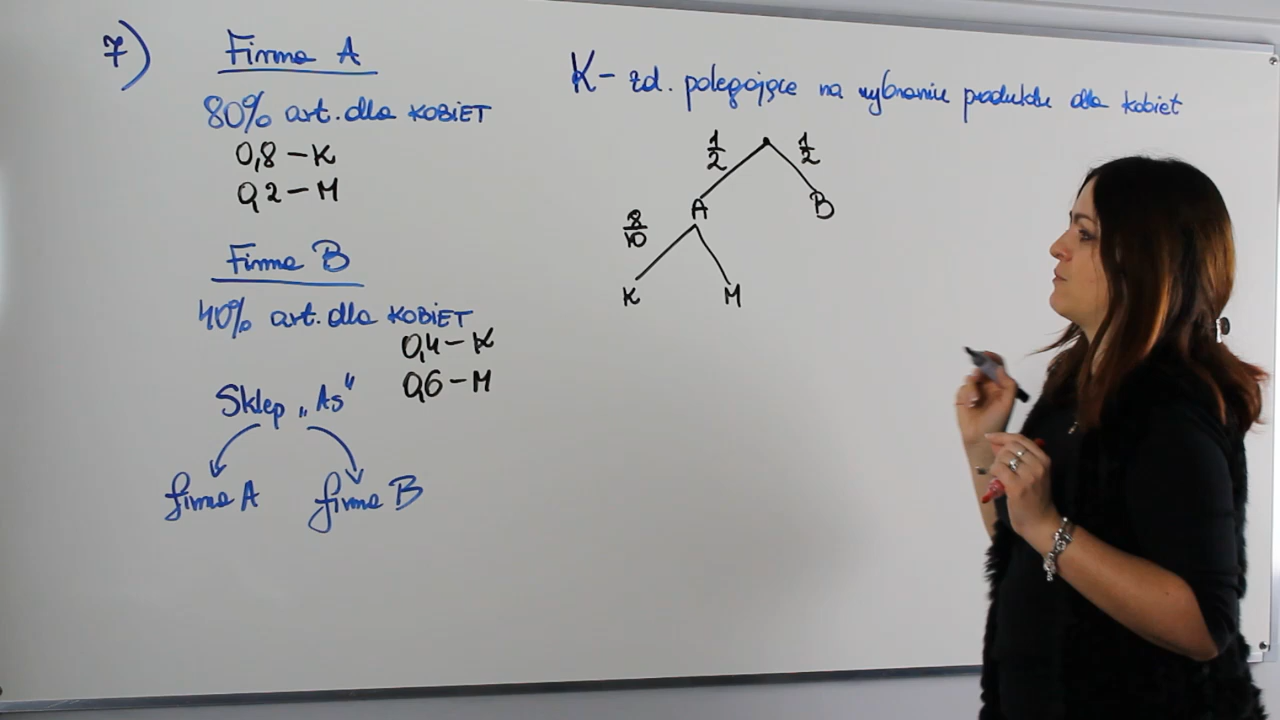 7)
Firma A
80% art. dla KOBIET
0,8 – K
0,2 – M
Firma B
40% art. dla KOBIET
0,4 – K
0,6 – M
Sklep „As"
firma A firma B
K – zd. polegające na wybraniu produktu dla kobiet
1/2 1/2
A B
8/10
K M